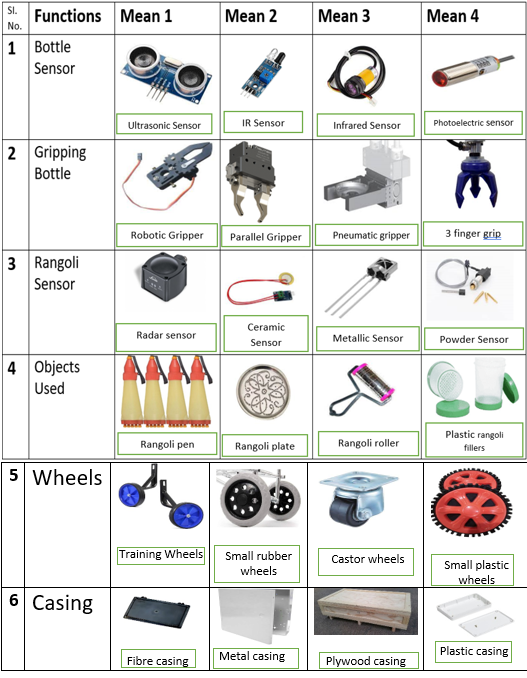 Sl. No. Functions Mean 1 Mean 2 Mean 3 Mean 4
1 Bottle Sensor
Ultrasonic Sensor
IR Sensor
Infrared Sensor
Photoelectric sensor
2 Gripping Bottle
Robotic Gripper
Parallel Gripper
Pneumatic gripper
3 finger grip
3 Rangoli Sensor
Radar sensor
Ceramic Sensor
Metallic Sensor
Powder Sensor
4 Objects Used
Rangoli pen
Rangoli plate
Rangoli roller
Plastic rangoli fillers
5 Wheels
Training Wheels
Small rubber wheels
Castor wheels
Small plastic wheels
6 Casing
Fibre casing
Metal casing
Plywood casing
Plastic casing